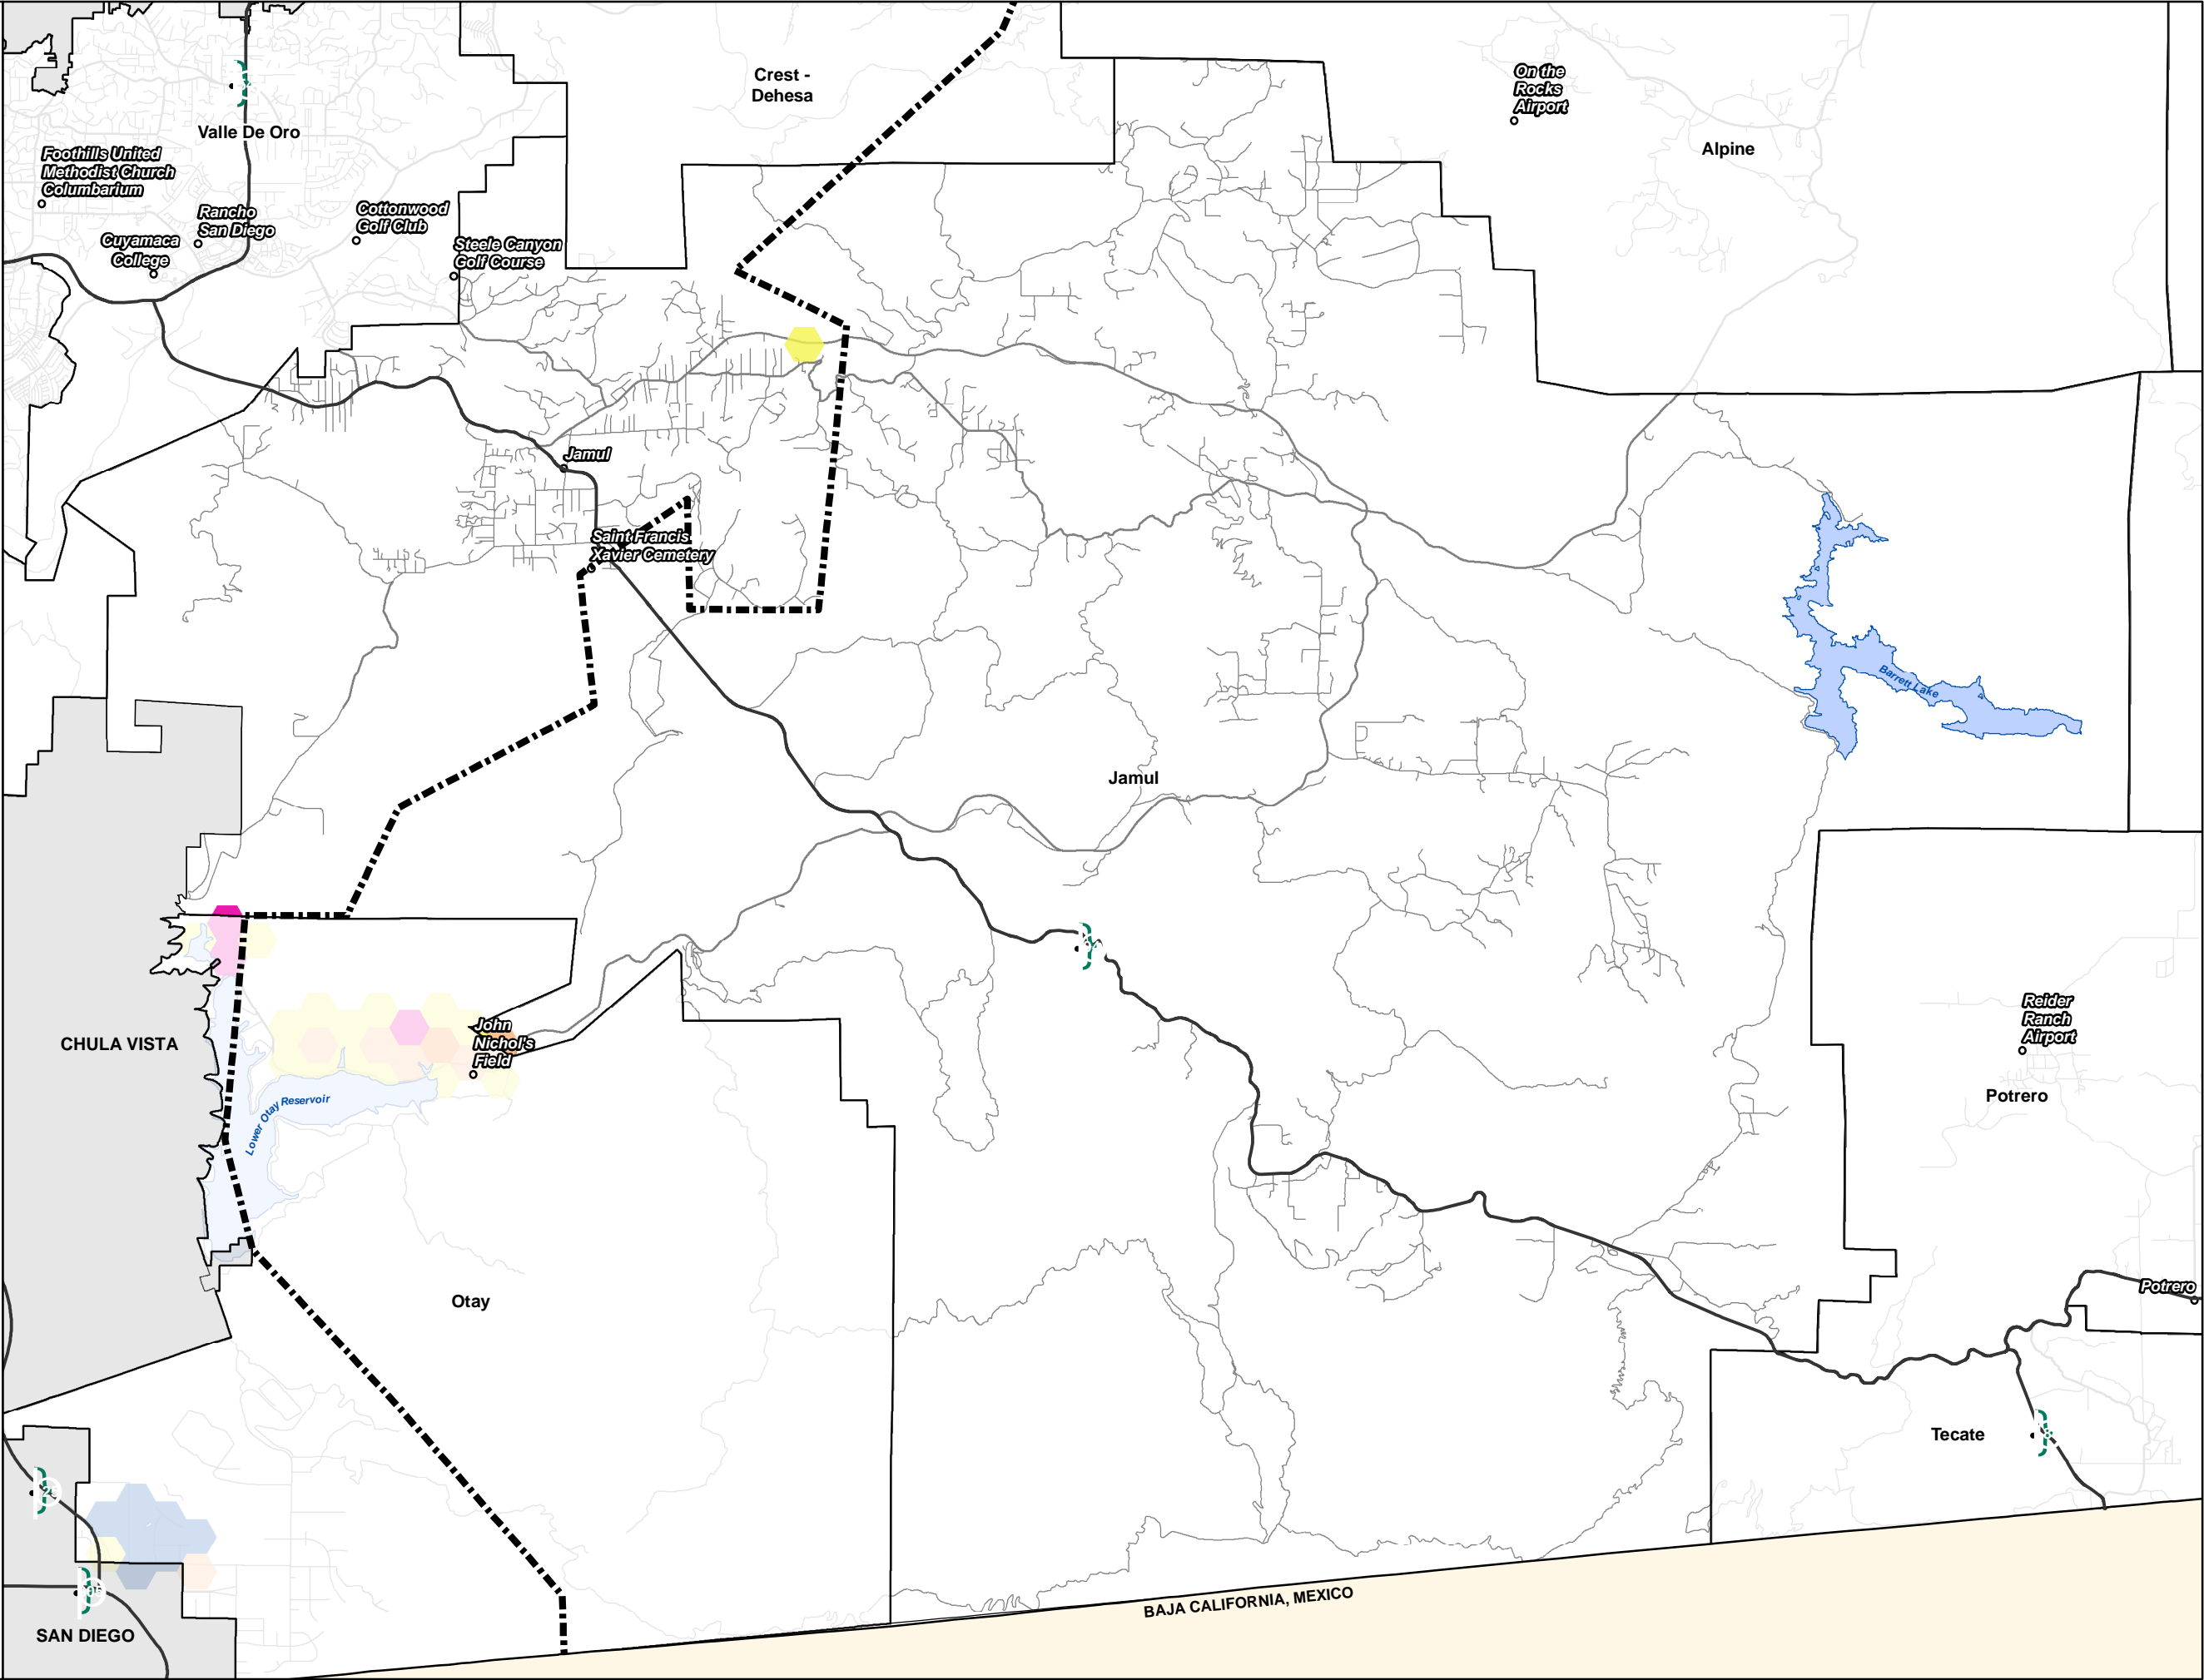 Crest -
Dehesa
On the
Rocks
Airport
Valle De Oro
Alpine
Foothills United
Methodist Church
Columbarium
Rancho
San Diego
Cottonwood
Golf Club
Cuyamaca
College
Steele Canyon
Golf Course
Jamul
Saint Francis
Xavier Cemetery
Barrett Lake
Jamul
Reider
Ranch
Airport
John
Nichol's
Field
CHULA VISTA
Potrero
Lower Otay Reservoir
Potrero
Otay
Tecate
BAJA CALIFORNIA, MEXICO
SAN DIEGO